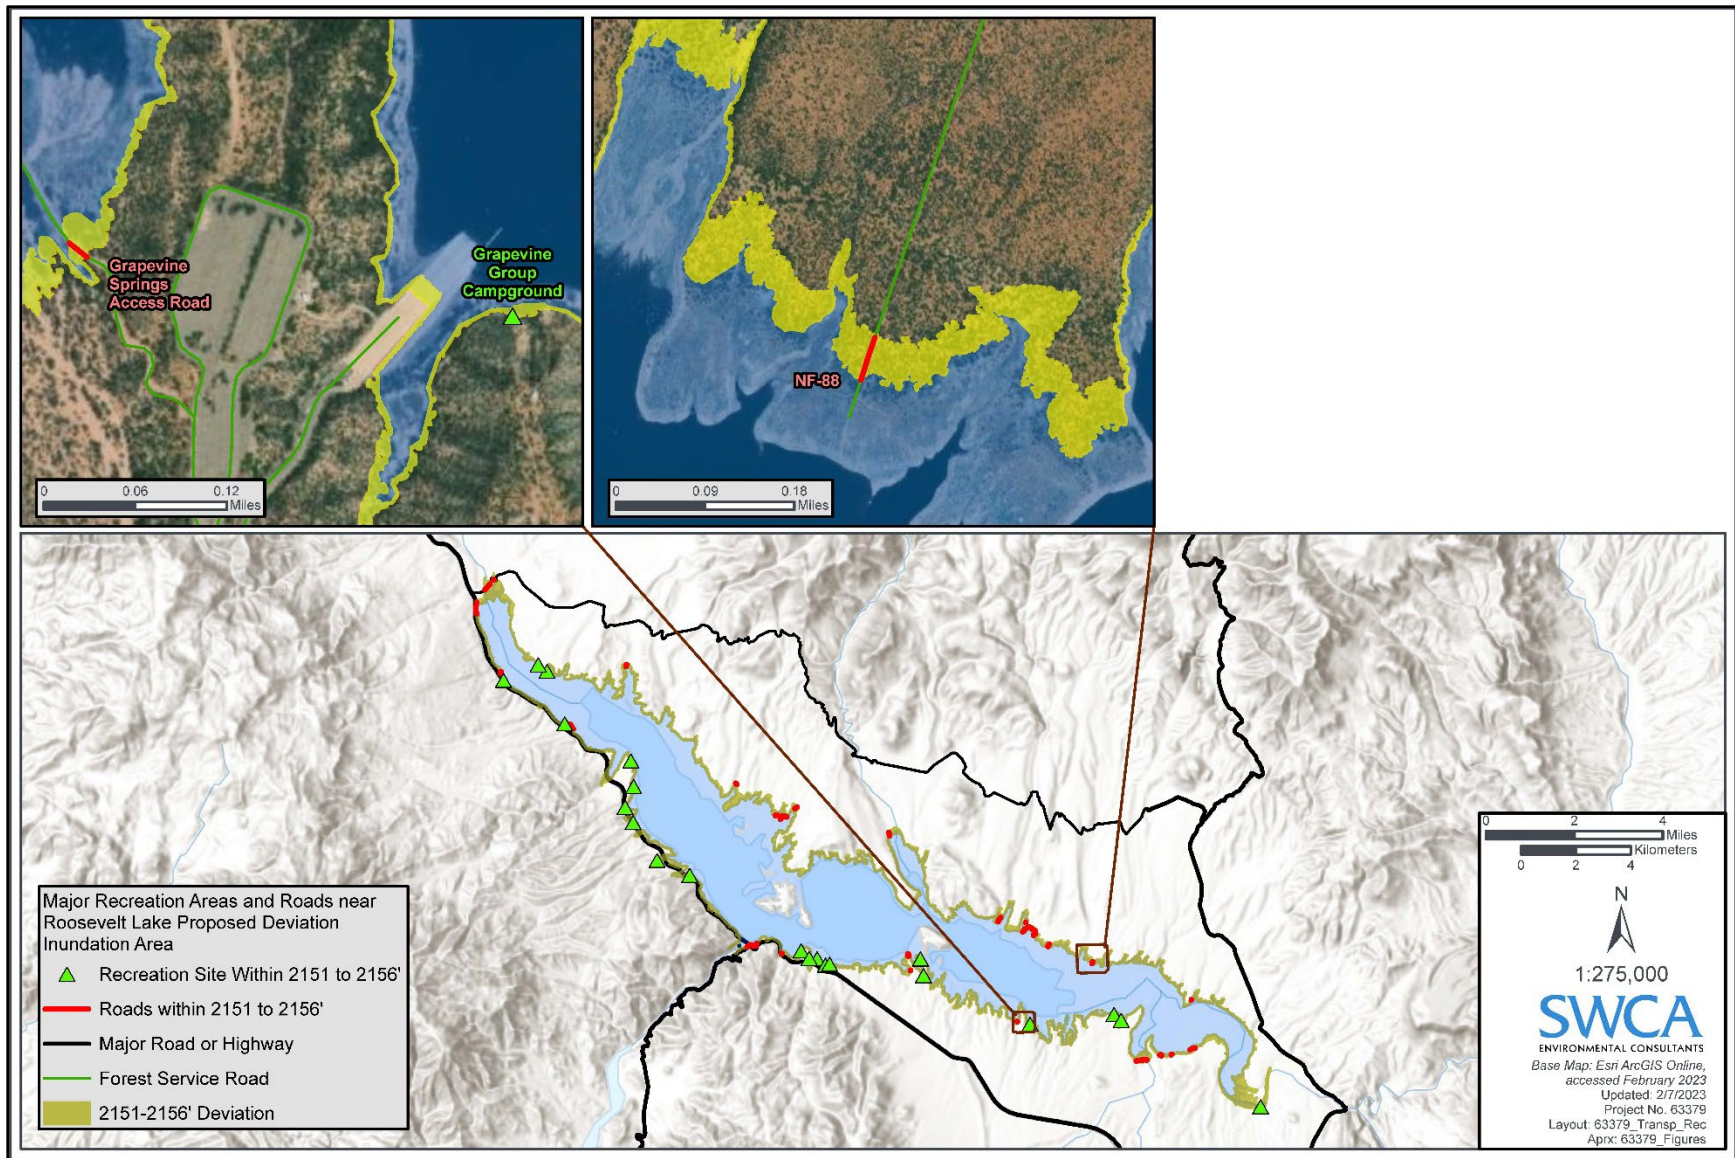 Grapevine
Springs
Access Road
Grapevine
Group
Campground
0 0.06 0.12
Miles
NF-88
0 0.09 0.18
Miles
Major Recreation Areas and Roads near
Roosevelt Lake Proposed Deviation
Inundation Area
Recreation Site Within 2151 to 2156'
Roads within 2151 to 2156'
Major Road or Highway
Forest Service Road
2151-2156' Deviation
0 2 4
Miles
Kilometers
0 2 4
N
1:275,000
SWCA
ENVIRONMENTAL CONSULTANTS
Base Map: Esri ArcGIS Online,
accessed February 2023
Updated: 2/7/2023
Project No. 63379
Layout: 63379_Transp_Rec
Aprx: 63379_Figures